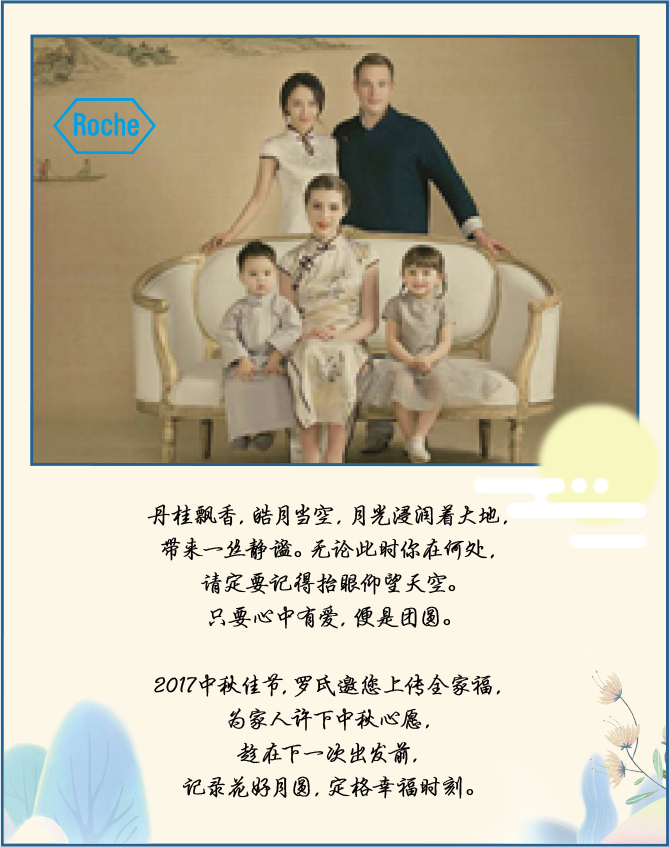 Roche
丹桂飘香, 皓月当空, 月光浸润着大地,
带来一丝静谧。无论此时你在何处,
请定要记得抬眼仰望天空。
只要心中有爱, 便是团圆。
2017中秋佳节, 罗氏邀您上传全家福,
为家人许下中秋心愿,
趁在下一次出发前,
记录花好月圆, 定格幸福时刻。